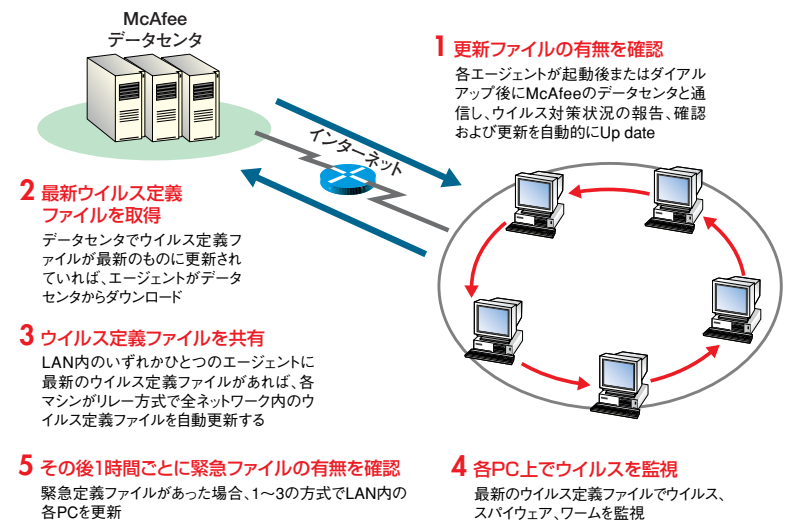 McAfee
データセンタ
インターネット
1 更新ファイルの有無を確認
各エージェントが起動後またはダイアル
アップ後にMcAfeeのデータセンタと通
信し、ウイルス対策状況の報告、確認
および更新を自動的にUp date
2 最新ウイルス定義
ファイルを取得
データセンタでウイルス定義フ
ァイルが最新のものに更新され
ていれば、エージェントがデータ
センタからダウンロード
3 ウイルス定義ファイルを共有
LAN内のいずれかひとつのエージェントに
最新のウイルス定義ファイルがあれば、各
マシンがリレー方式で全ネットワーク内のウ
イルス定義ファイルを自動更新する
4 各PC上でウイルスを監視
最新のウイルス定義ファイルでウイルス、
スパイウェア、ワームを監視
5 その後1時間ごとに緊急ファイルの有無を確認
緊急定義ファイルがあった場合、1〜3の方式でLAN内の
各PCを更新